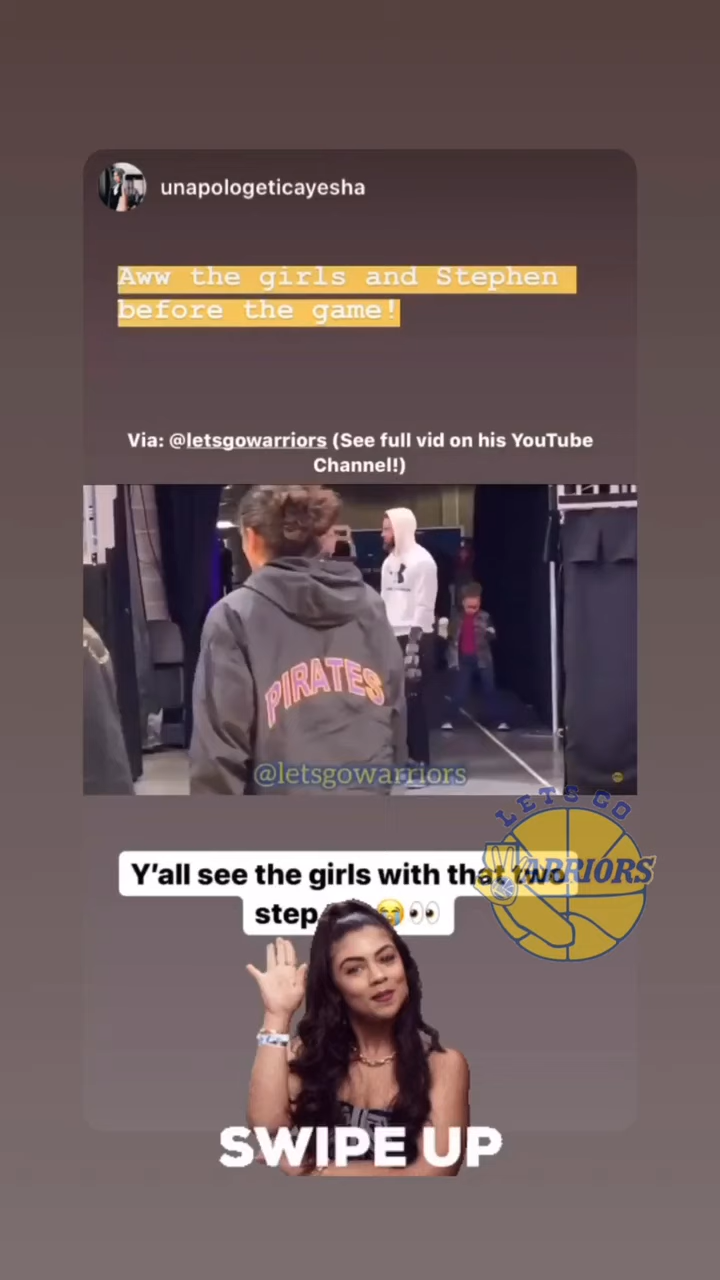 unapologeticayesha
Aww the girls and Stephen
before the game!
Via: @letsgowarriors (See full vid on his YouTube
Channel!)
PIRATES
@letsgowarriors
LETS GO
WARRIORS
Y'all see the girls with that two
step 😭👀
SWIPE UP